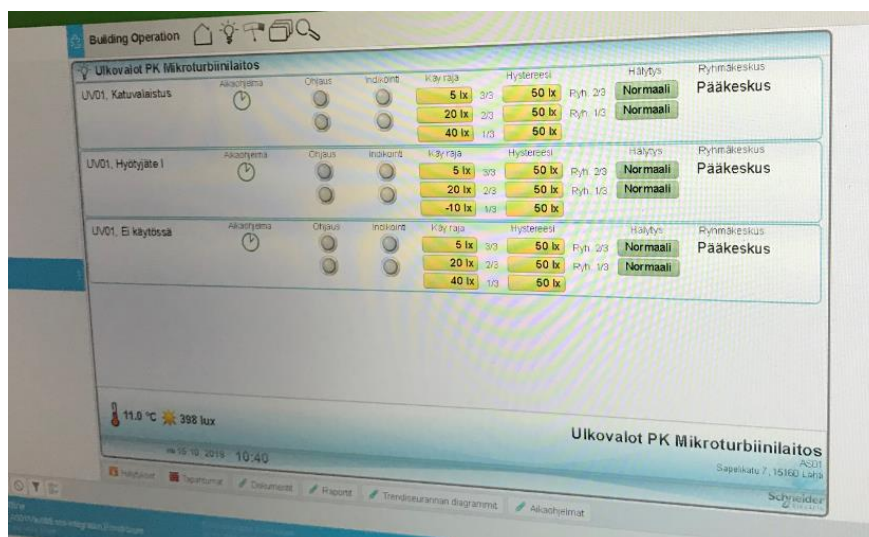 Building Operation
Ulkovalot PK Mikroturbiinilaitos
UV01, Katuvalaistus Aikaohjelma Ohjaus Indikointi Käy raja Hystereesi Hälytys Ryhmäkeskus
5 lx 3/3 50 lx Ryh. 2/3 Normaali Pääkeskus
20 lx 2/3 50 lx Ryh. 1/3 Normaali
40 lx 1/3 50 lx
UV01, Hyötyjäte I Aikaohjelma Ohjaus Indikointi Käy raja Hystereesi Hälytys Ryhmäkeskus
5 lx 3/3 50 lx Ryh. 2/3 Normaali Pääkeskus
20 lx 2/3 50 lx Ryh. 1/3 Normaali
-10 lx 1/3 50 lx
UV01, Ei käytössä Aikaohjelma Ohjaus Indikointi Käy raja Hystereesi Hälytys Ryhmäkeskus
5 lx 3/3 50 lx Ryh. 2/3 Normaali Pääkeskus
20 lx 2/3 50 lx Ryh. 1/3 Normaali
40 lx 1/3 50 lx
11.0 °C 398 lux
Ulkovalot PK Mikroturbiinilaitos
AS01
Sapelikatu 7, 15160 Lahti
10:40
Schneider
Hälytykset Tapahtumat Dokumentit Raportit Trendiseurannan diagrammit Aikaohjelmat